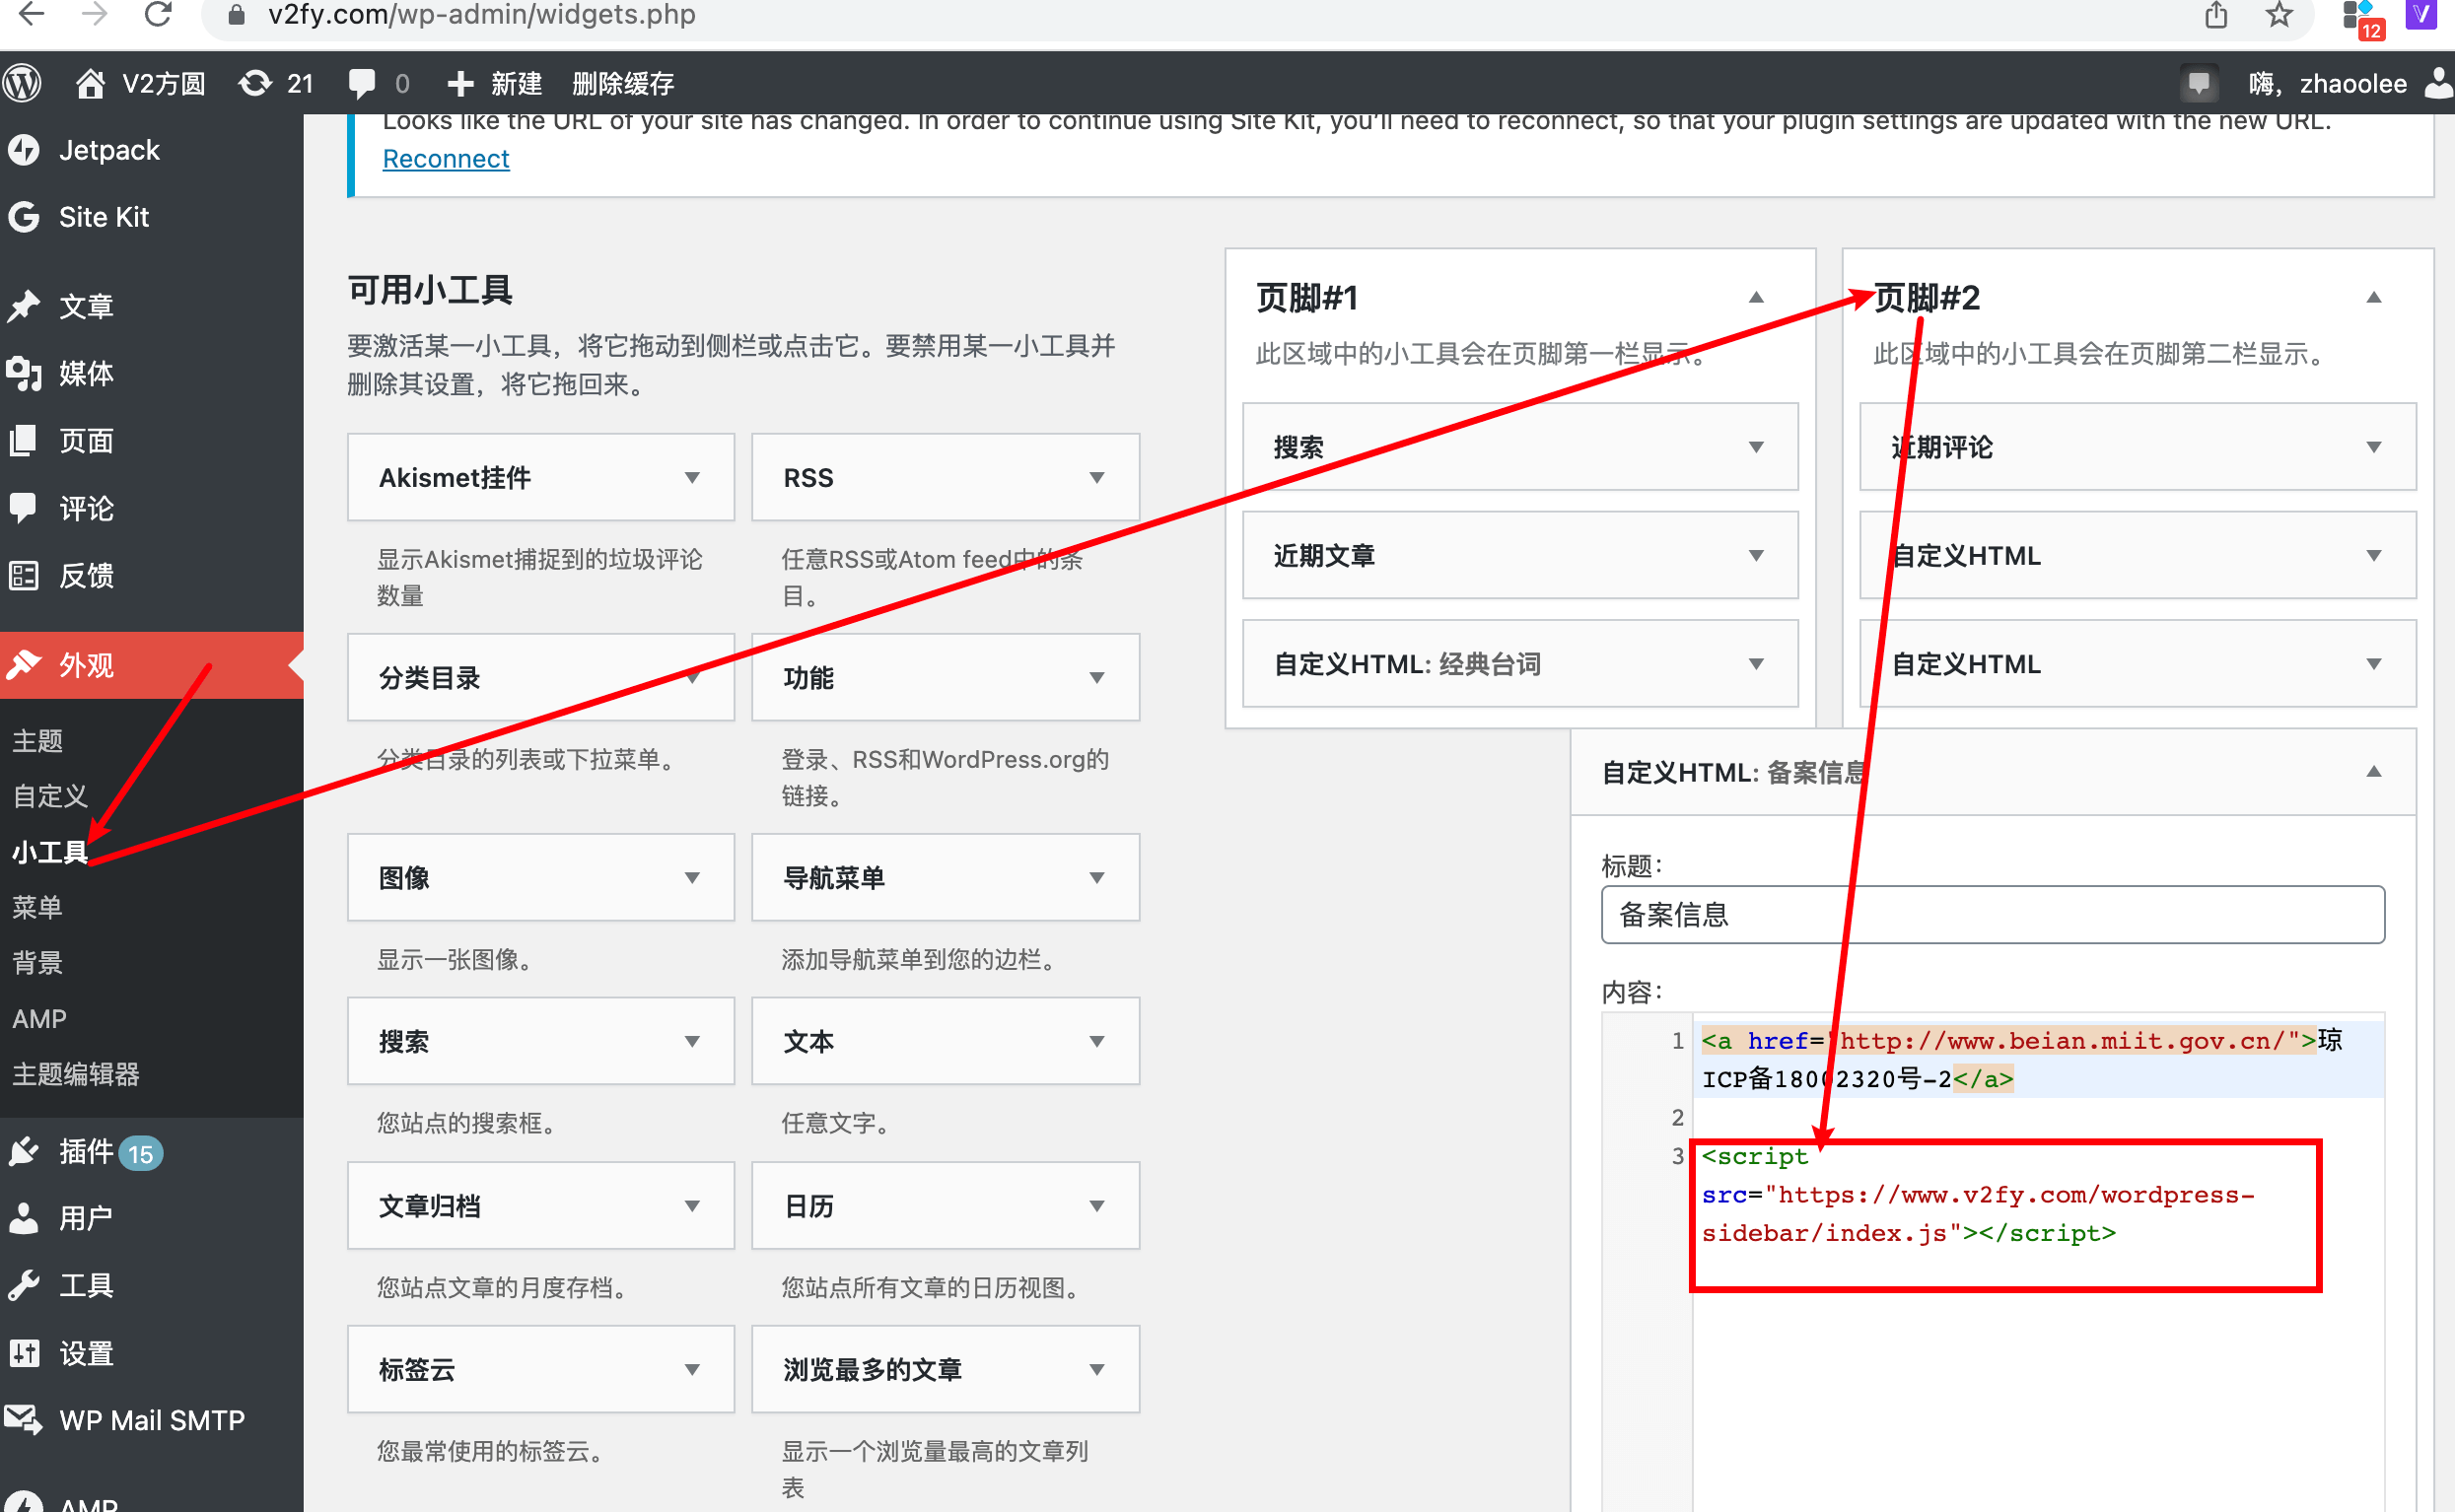 v2fy.com/wp-admin/widgets.php
12
V2方圆
21
0
新建
删除缓存
嗨，zhaoolee
Jetpack
Site Kit
文章
媒体
页面
评论
反馈
外观
主题
自定义
小工具
菜单
背景
AMP
主题编辑器
插件 15
用户
工具
设置
WP Mail SMTP
AMP
Looks like the URL of your site has changed. In order to continue using Site Kit, you'll need to reconnect, so that your plugin settings are updated with the new URL.
Reconnect
可用小工具
要激活某一小工具，将它拖动到侧栏或点击它。要禁用某一小工具并
删除其设置，将它拖回来。
Akismet挂件
显示Akismet捕捉到的垃圾评论
数量
RSS
任意RSS或Atom feed中的条
目。
分类目录
分类目录的列表或下拉菜单。
功能
登录、RSS和WordPress.org的
链接。
图像
显示一张图像。
导航菜单
添加导航菜单到您的边栏。
搜索
您站点的搜索框。
文本
任意文字。
文章归档
您站点文章的月度存档。
日历
您站点所有文章的日历视图。
标签云
您最常使用的标签云。
浏览最多的文章
显示一个浏览量最高的文章列
表
页脚#1
此区域中的小工具会在页脚第一栏显示。
搜索
近期文章
自定义HTML: 经典台词
页脚#2
此区域中的小工具会在页脚第二栏显示。
近期评论
自定义HTML
自定义HTML
自定义HTML: 备案信息
标题：
备案信息
内容：
1 <a href="http://www.beian.miit.gov.cn/">琼
ICP备18002320号-2</a>
2
3 <script
src="https://www.v2fy.com/wordpress-
sidebar/index.js"></script>